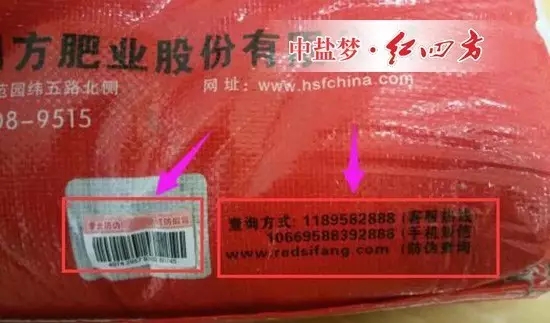 中盐梦·红四方
方肥业股份有限
范园纬五路北侧
网址：www.hsfchina.com
08-9515
查询方式：1189582888（客服热线
10669588392888（手机短信
www.redsifang.com（防伪查询